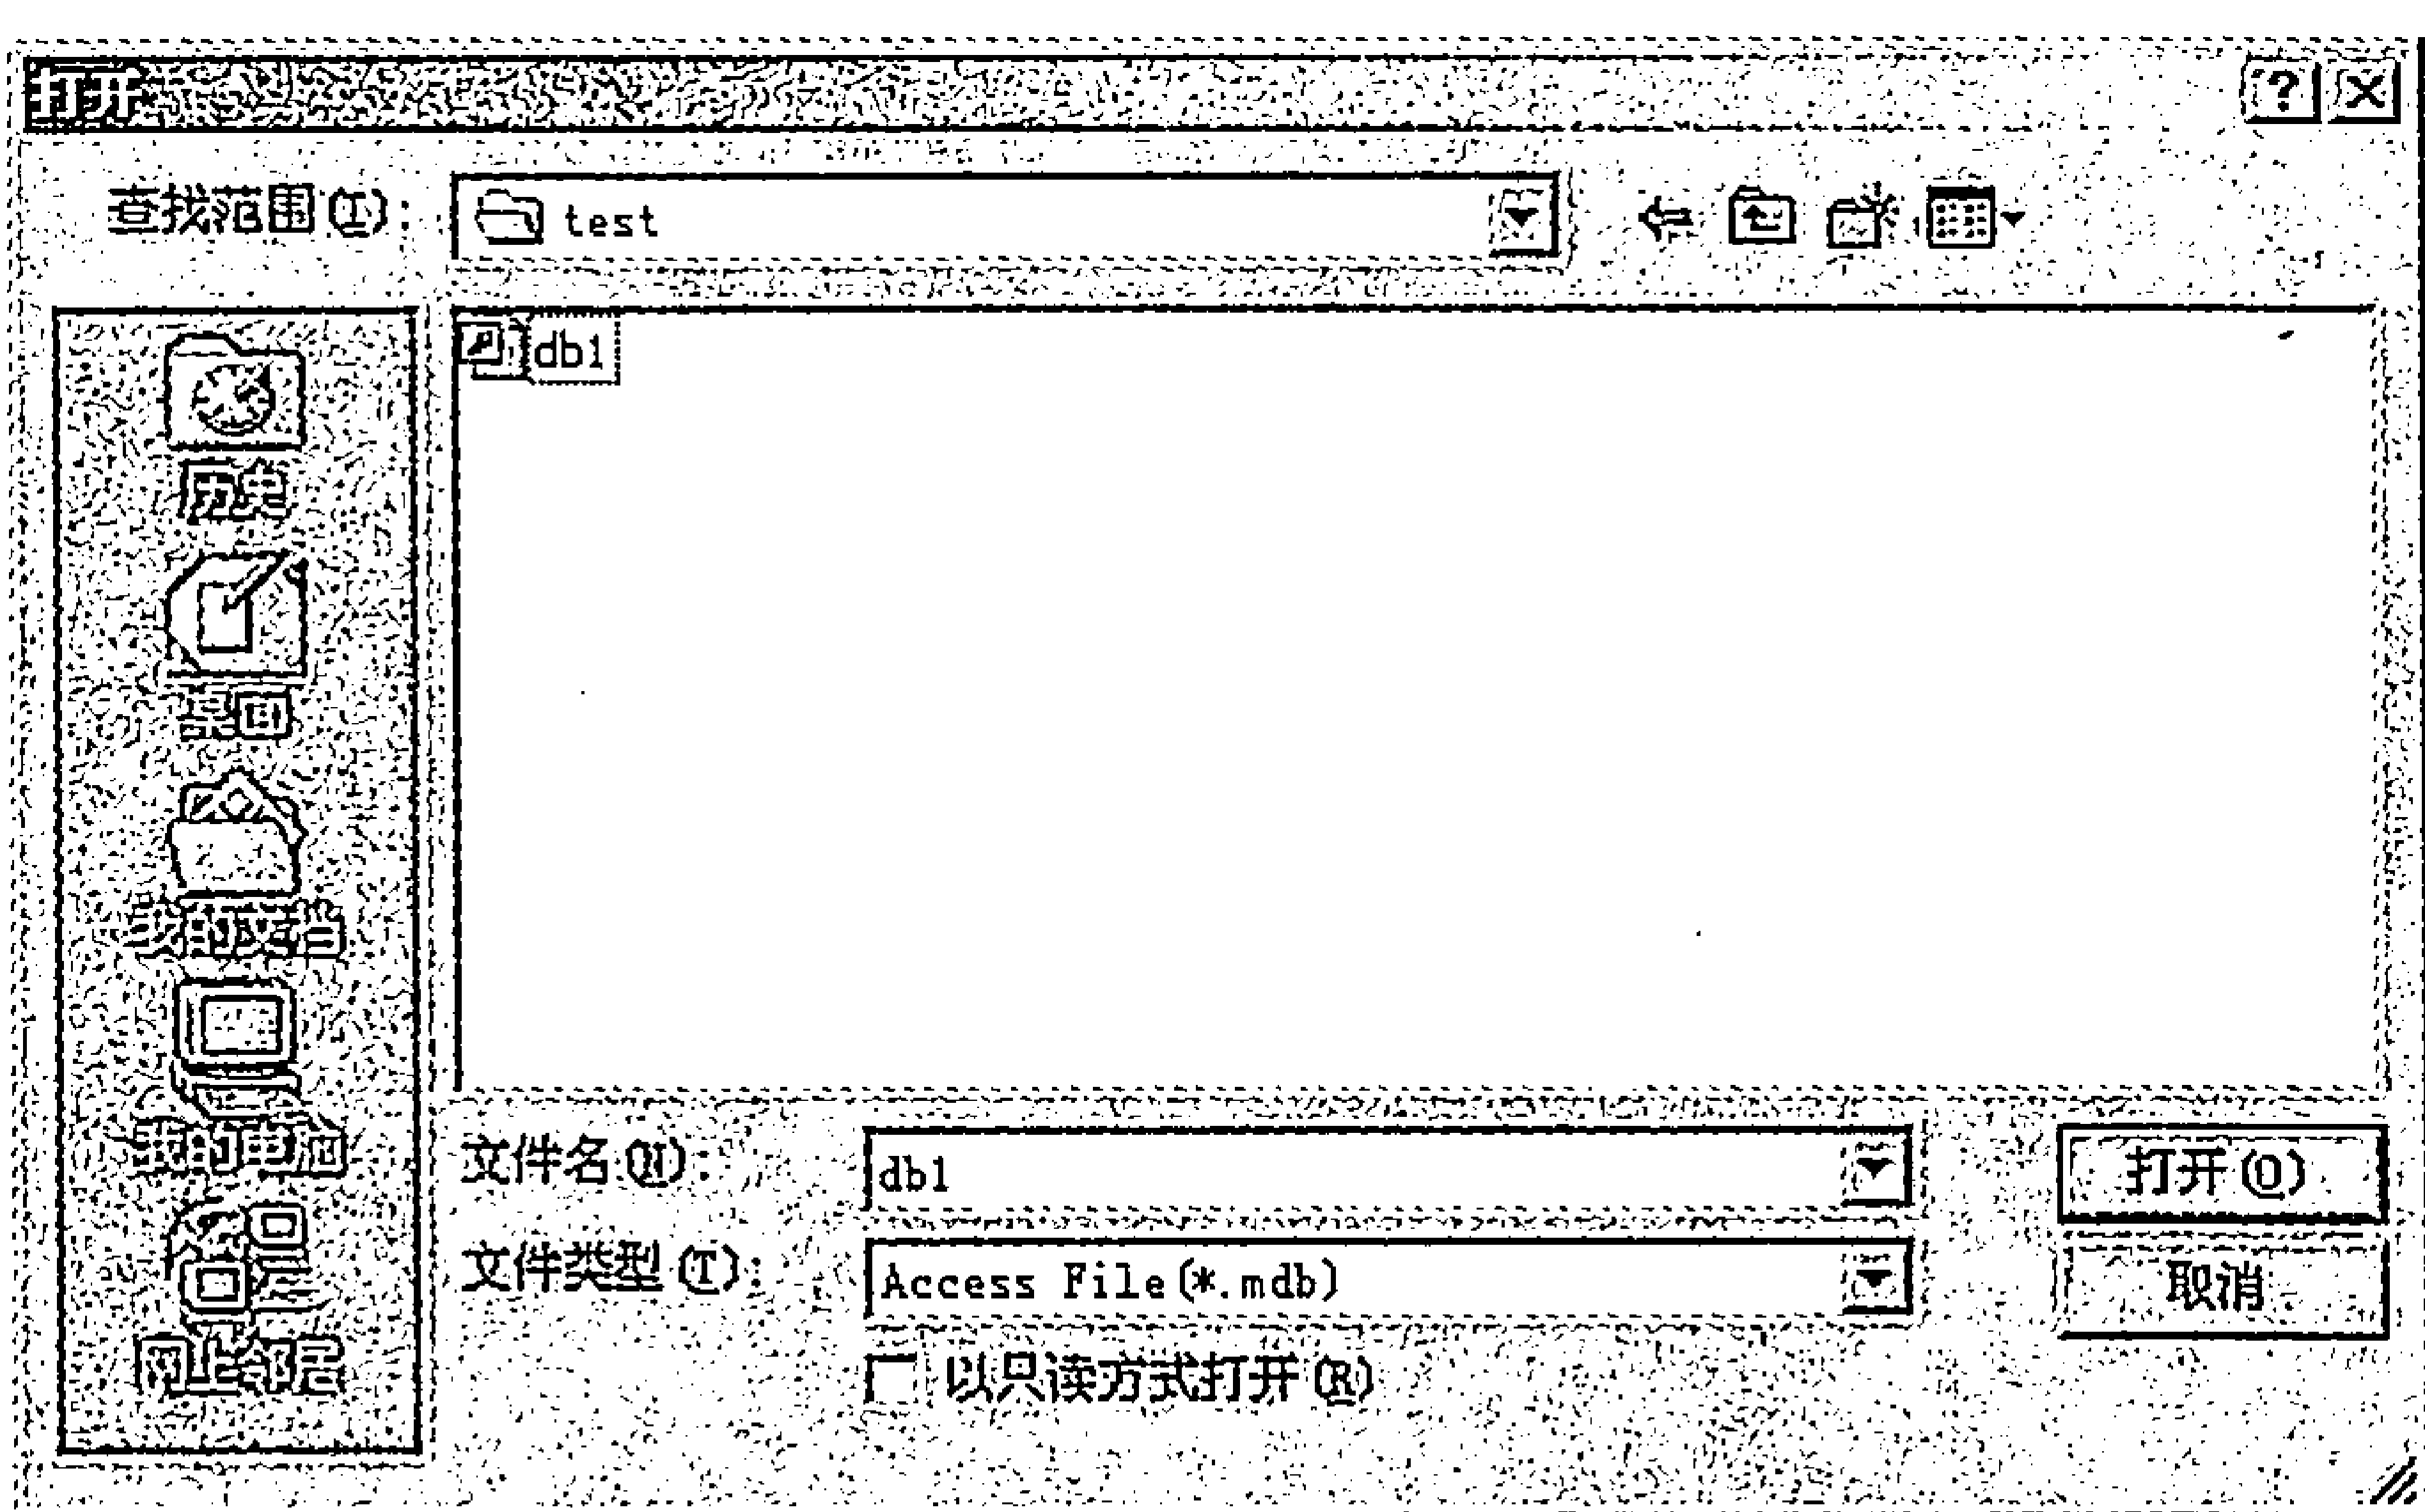 打开
查找范围(I): test
db1
历史
桌面
我的文档
我的电脑
网上邻居
文件名(N): db1 打开(O)
文件类型(T): Access File(*.mdb) 取消
以只读方式打开(R)